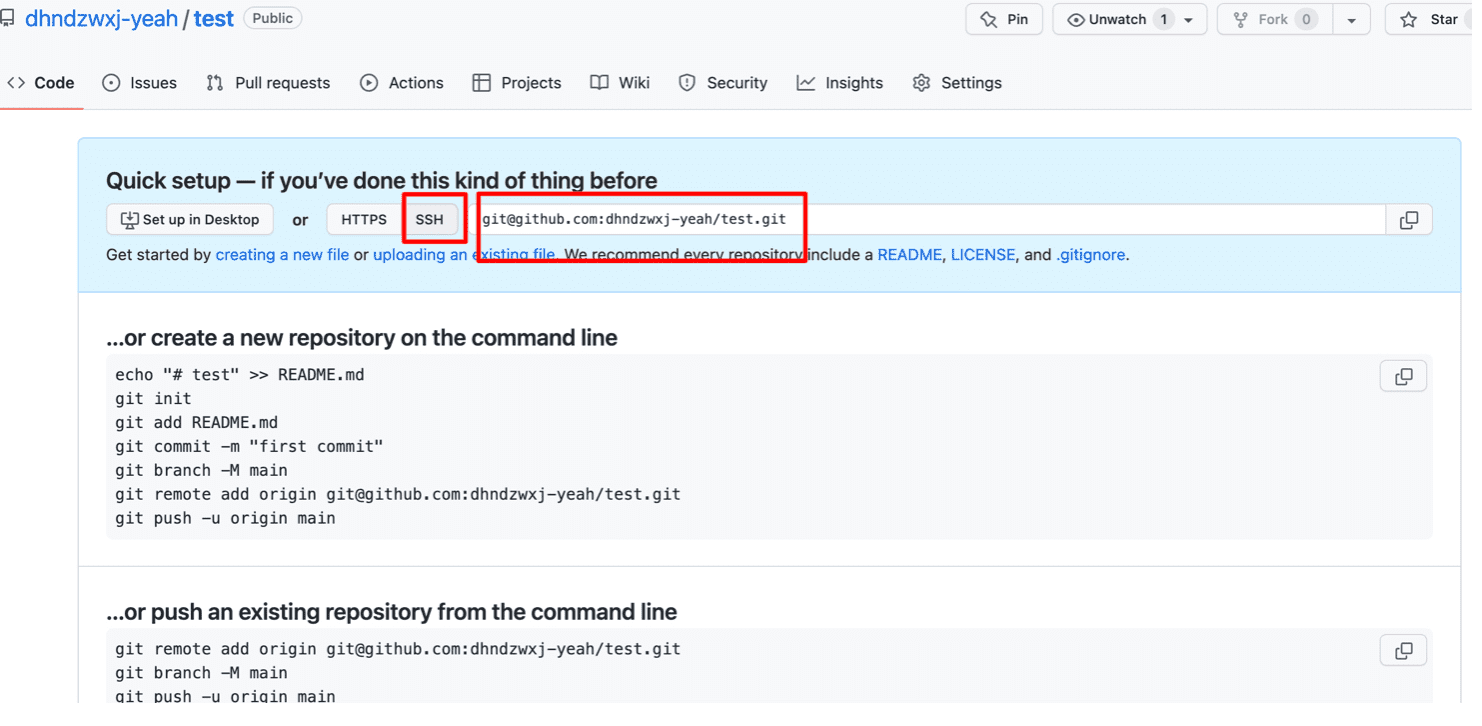 dhndzwxj-yeah / test Public Pin Unwatch 1 Fork 0 Star
Code Issues Pull requests Actions Projects Wiki Security Insights Settings
Quick setup — if you’ve done this kind of thing before
Set up in Desktop or HTTPS SSH git@github.com:dhndzwxj-yeah/test.git
Get started by creating a new file or uploading an existing file. We recommend every repository include a README, LICENSE, and .gitignore.
…or create a new repository on the command line
echo "# test" >> README.md
git init
git add README.md
git commit -m "first commit"
git branch -M main
git remote add origin git@github.com:dhndzwxj-yeah/test.git
git push -u origin main
…or push an existing repository from the command line
git remote add origin git@github.com:dhndzwxj-yeah/test.git
git branch -M main
git push -u origin main